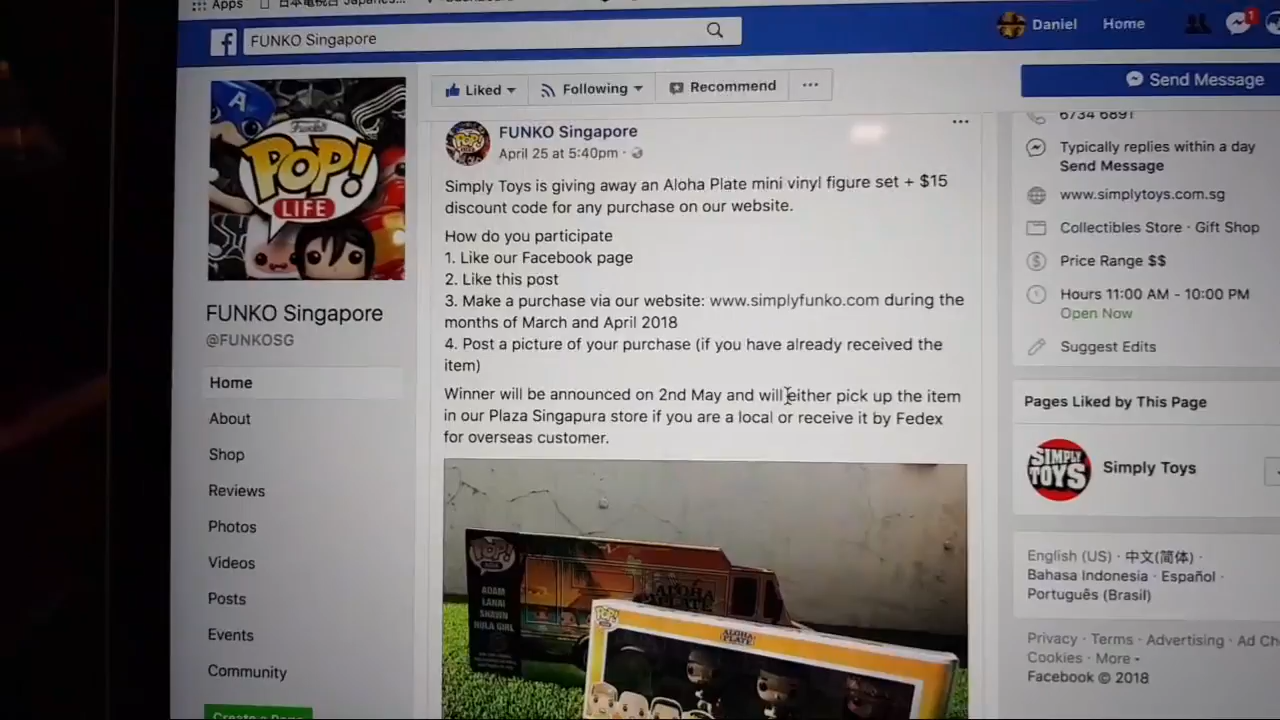 Apps
FUNKO Singapore
Daniel
Home
1
Liked
Following
Recommend
Send Message
POP!
LIFE
FUNKO Singapore
@FUNKOSG
Home
About
Shop
Reviews
Photos
Videos
Posts
Events
Community
FUNKO Singapore
April 25 at 5:40pm
Simply Toys is giving away an Aloha Plate mini vinyl figure set + $15
discount code for any purchase on our website.
How do you participate
1. Like our Facebook page
2. Like this post
3. Make a purchase via our website: www.simplyfunko.com during the
months of March and April 2018
4. Post a picture of your purchase (if you have already received the
item)
Winner will be announced on 2nd May and will either pick up the item
in our Plaza Singapura store if you are a local or receive it by Fedex
for overseas customer.
POP!
ADAM
LANAI
SHAWN
HULA GIRL
ALOHA
PLATE
POP!
ALOHA
PLATE
6734 6891
Typically replies within a day
Send Message
www.simplytoys.com.sg
Collectibles Store · Gift Shop
Price Range $$
Hours 11:00 AM - 10:00 PM
Open Now
Suggest Edits
Pages Liked by This Page
SIMPLY
TOYS
Simply Toys
English (US) · 中文(简体) ·
Bahasa Indonesia · Español ·
Português (Brasil)
Privacy · Terms · Advertising · Ad
Cookies · More
Facebook © 2018